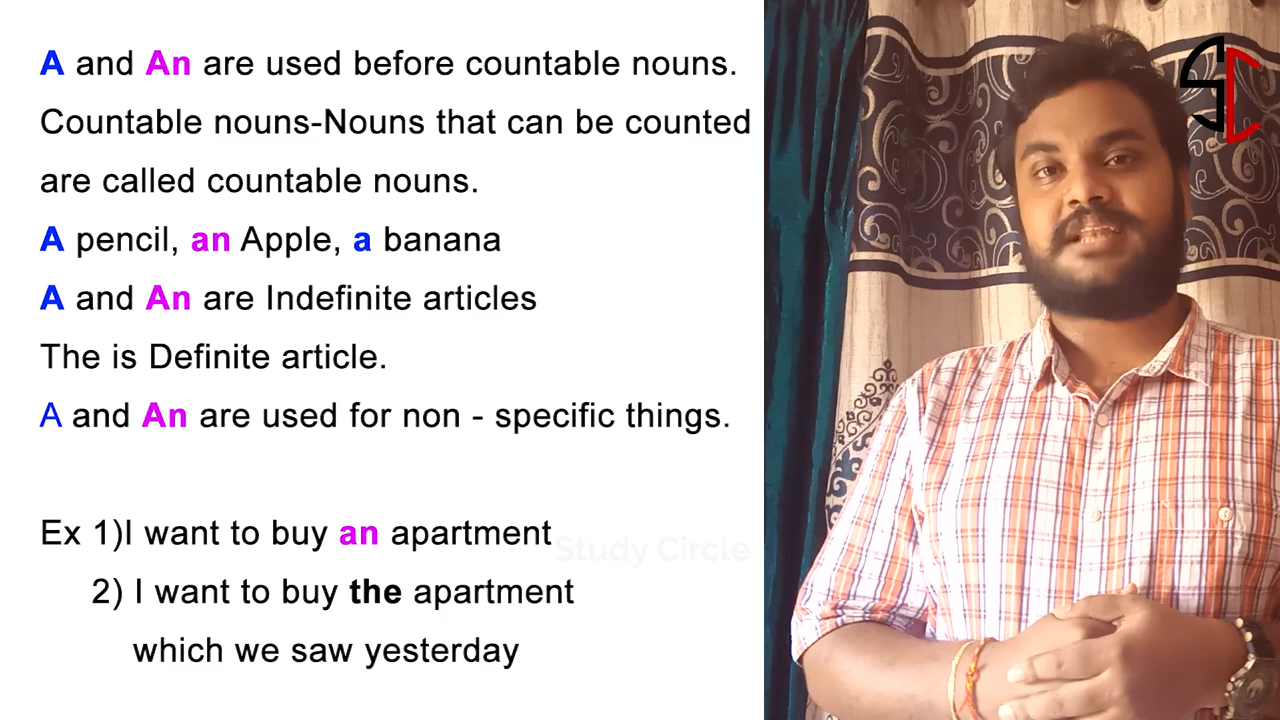 A and An are used before countable nouns.
Countable nouns-Nouns that can be counted
are called countable nouns.
A pencil, an Apple, a banana
A and An are Indefinite articles
The is Definite article.
A and An are used for non - specific things.
Ex 1)I want to buy an apartment
Study Circle
2) I want to buy the apartment
which we saw yesterday
SC